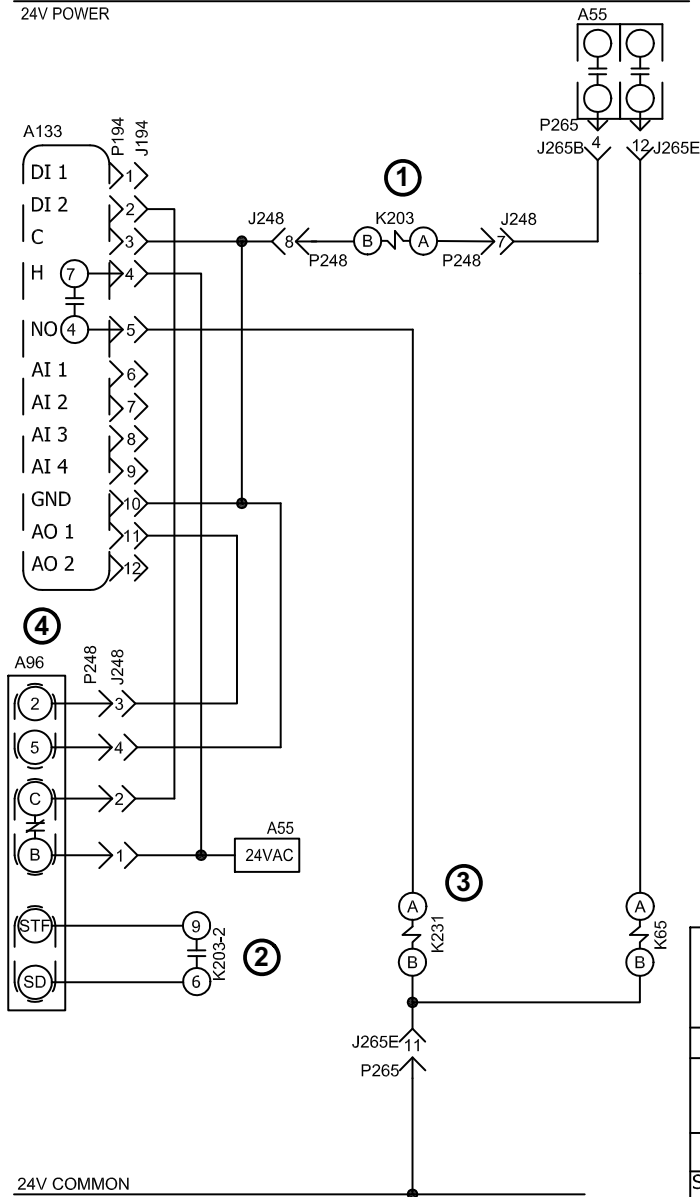 24V POWER
A55
P265
J265B 4
12 J265E
A133
P194
J194
DI 1 1
DI 2 2
C 3
H 7 4
NO 4 5
AI 1 6
AI 2 7
AI 3 8
AI 4 9
GND 10
AO 1 11
AO 2 12
1
J248
8
P248
K203
B A
J248
7
P248
4
A96
P248
J248
2 3
5 4
C 2
B 1
A55
24VAC
STF 9
SD 6
K203-2
2
3
A
K231
B
A
K65
B
J265E 11
P265
24V COMMON
S